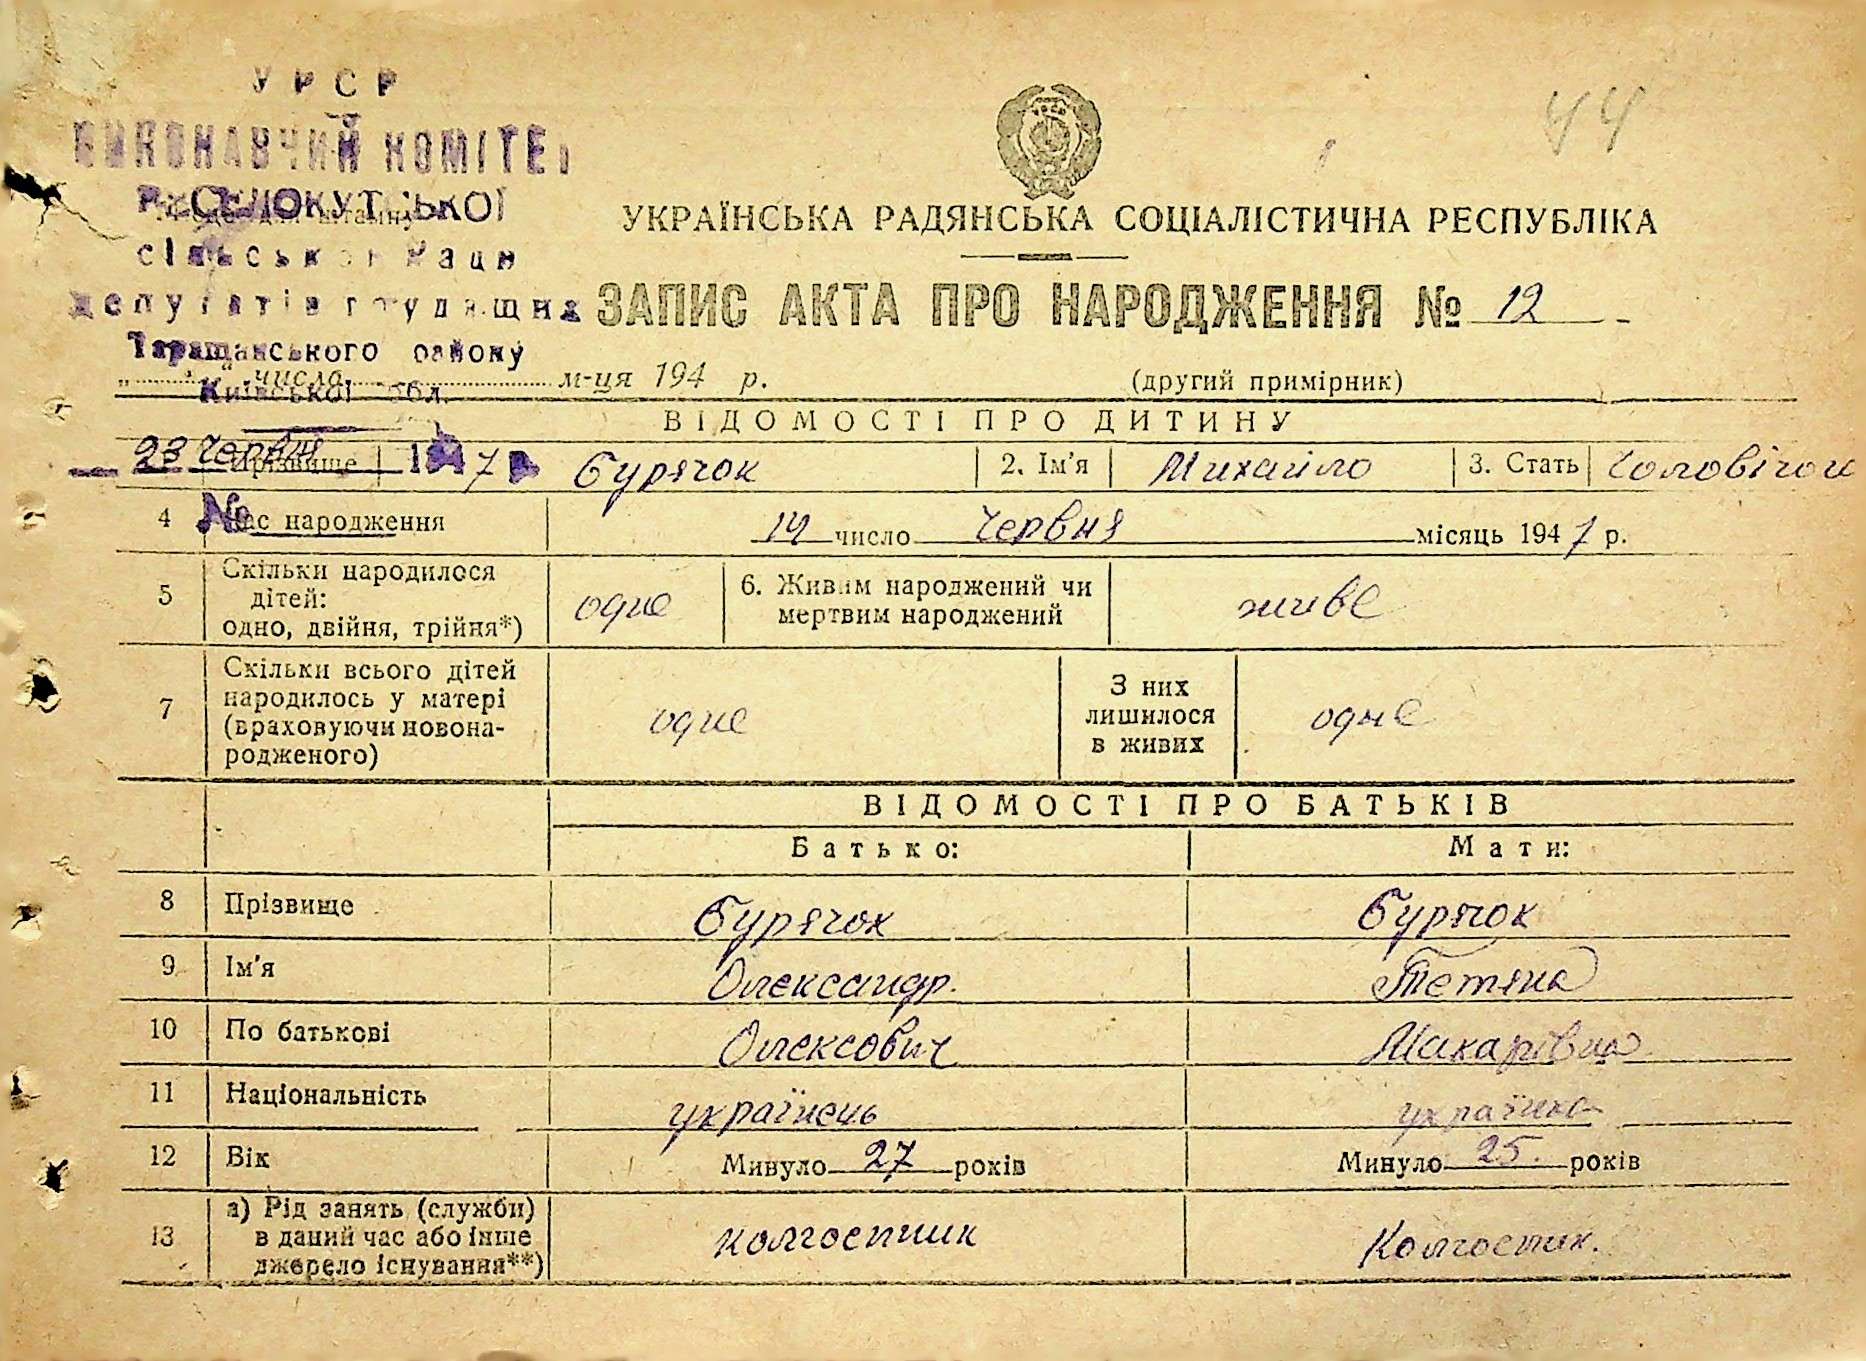 УРСР
ВИКОНАВЧИЙ КОМІТЕТ
44
сільської Ради
УКРАЇНСЬКА РАДЯНСЬКА СОЦІАЛІСТИЧНА РЕСПУБЛІКА
депутатів трудящих
ЗАПИС АКТА ПРО НАРОДЖЕННЯ № 12
Таращанського району
" " числа м-ця 194 р.
(другий примірник)
Київської обл.
ВІДОМОСТІ ПРО ДИТИНУ
23 червня 1947 р.
Прізвище Бурячок 2. Ім'я Михайло 3. Стать
№
4 Час народження 14 число червня місяць 1947 р.
5 Скільки народилося дітей: одно, двійня, трійня*) одне 6. Живим народжений чи мертвим народжений живе
7 Скільки всього дітей народилось у матері (враховуючи новонародженого) одне З них лишилося в живих одне
ВІДОМОСТІ ПРО БАТЬКІВ
Батько: Мати:
8 Прізвище Бурячок Бурячок
9 Ім'я Олександр. Тетяна
10 По батькові Олексович Макарівна
11 Національність українець українка
12 Вік Минуло 27 років Минуло 25. років
13 а) Рід занять (служби) в даний час або інше джерело існування**) колгоспник Колгоспник.